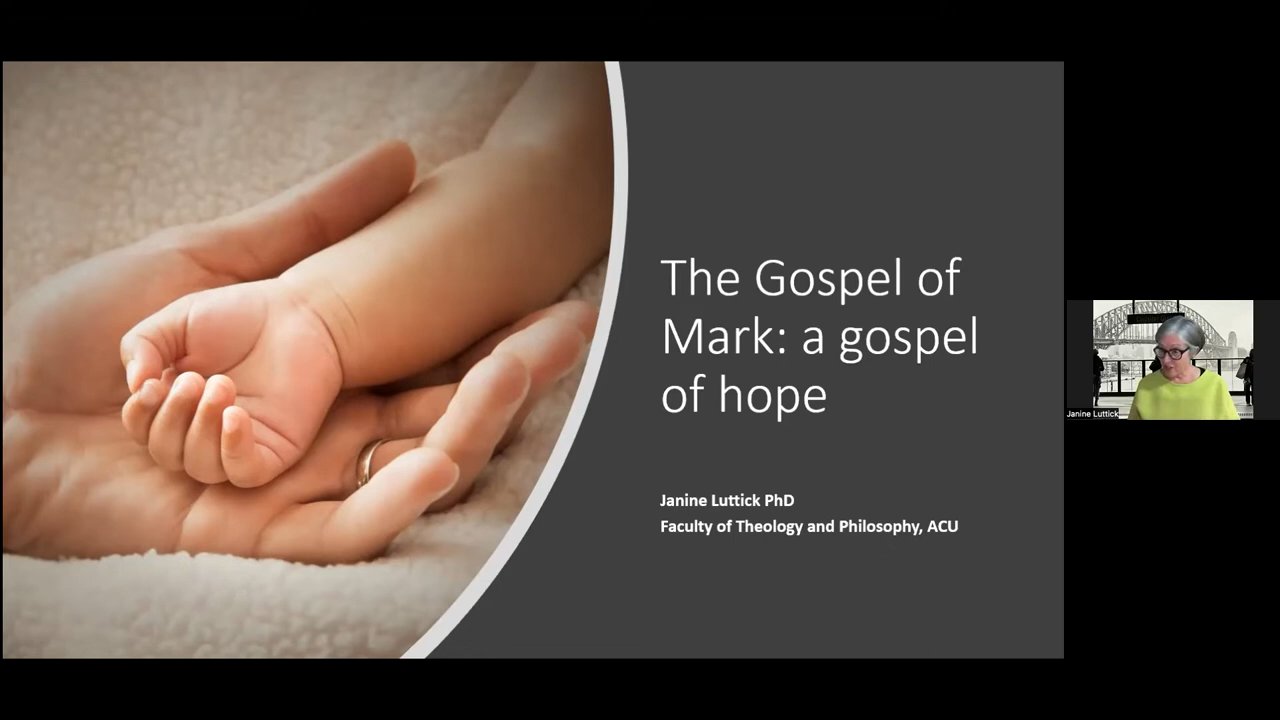 The Gospel of
Mark: a gospel
of hope
Janine Luttick PhD
Faculty of Theology and Philosophy, ACU
Janine Luttick